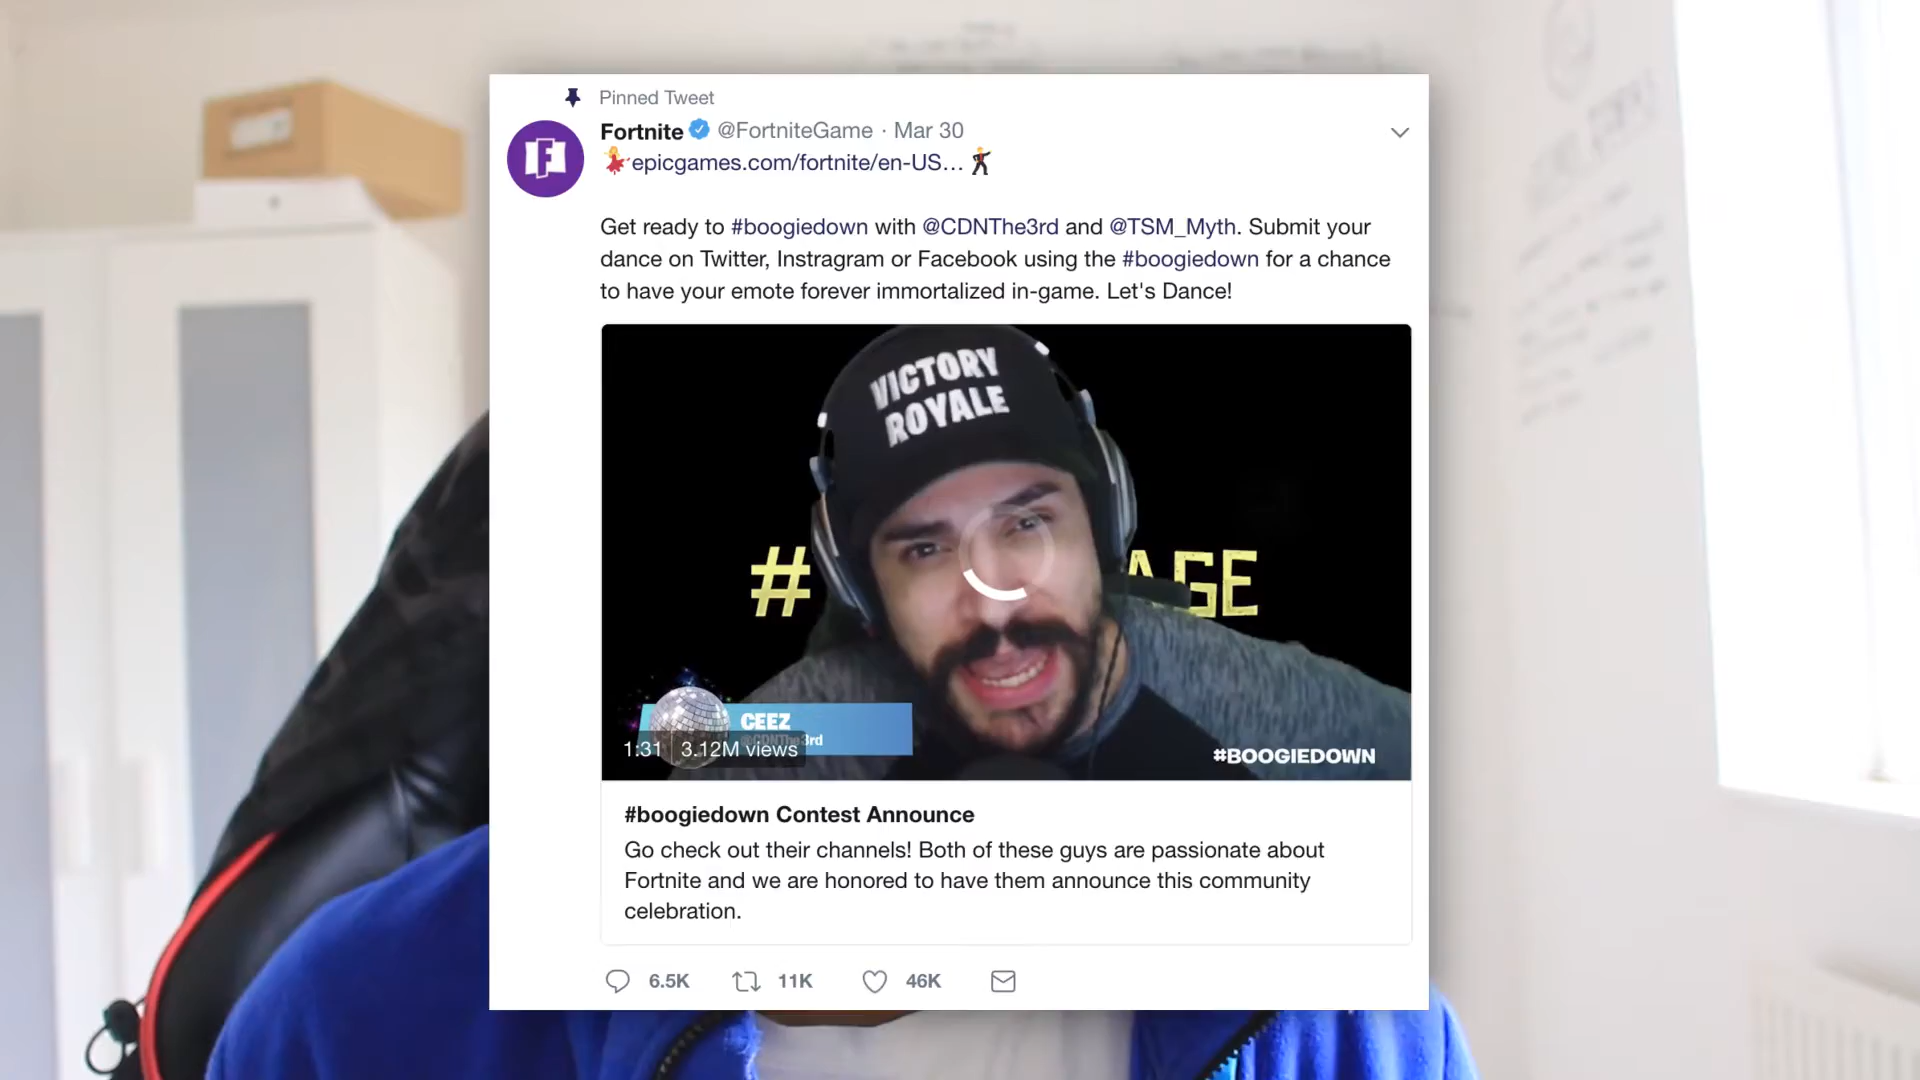 Pinned Tweet
Fortnite @FortniteGame · Mar 30
epicgames.com/fortnite/en-US…
Get ready to #boogiedown with @CDNThe3rd and @TSM_Myth. Submit your
dance on Twitter, Instragram or Facebook using the #boogiedown for a chance
to have your emote forever immortalized in-game. Let's Dance!
VICTORY
ROYALE
# AGE
CEEZ
@CDNThe3rd
1:31 3.12M views
#BOOGIEDOWN
#boogiedown Contest Announce
Go check out their channels! Both of these guys are passionate about
Fortnite and we are honored to have them announce this community
celebration.
6.5K 11K 46K